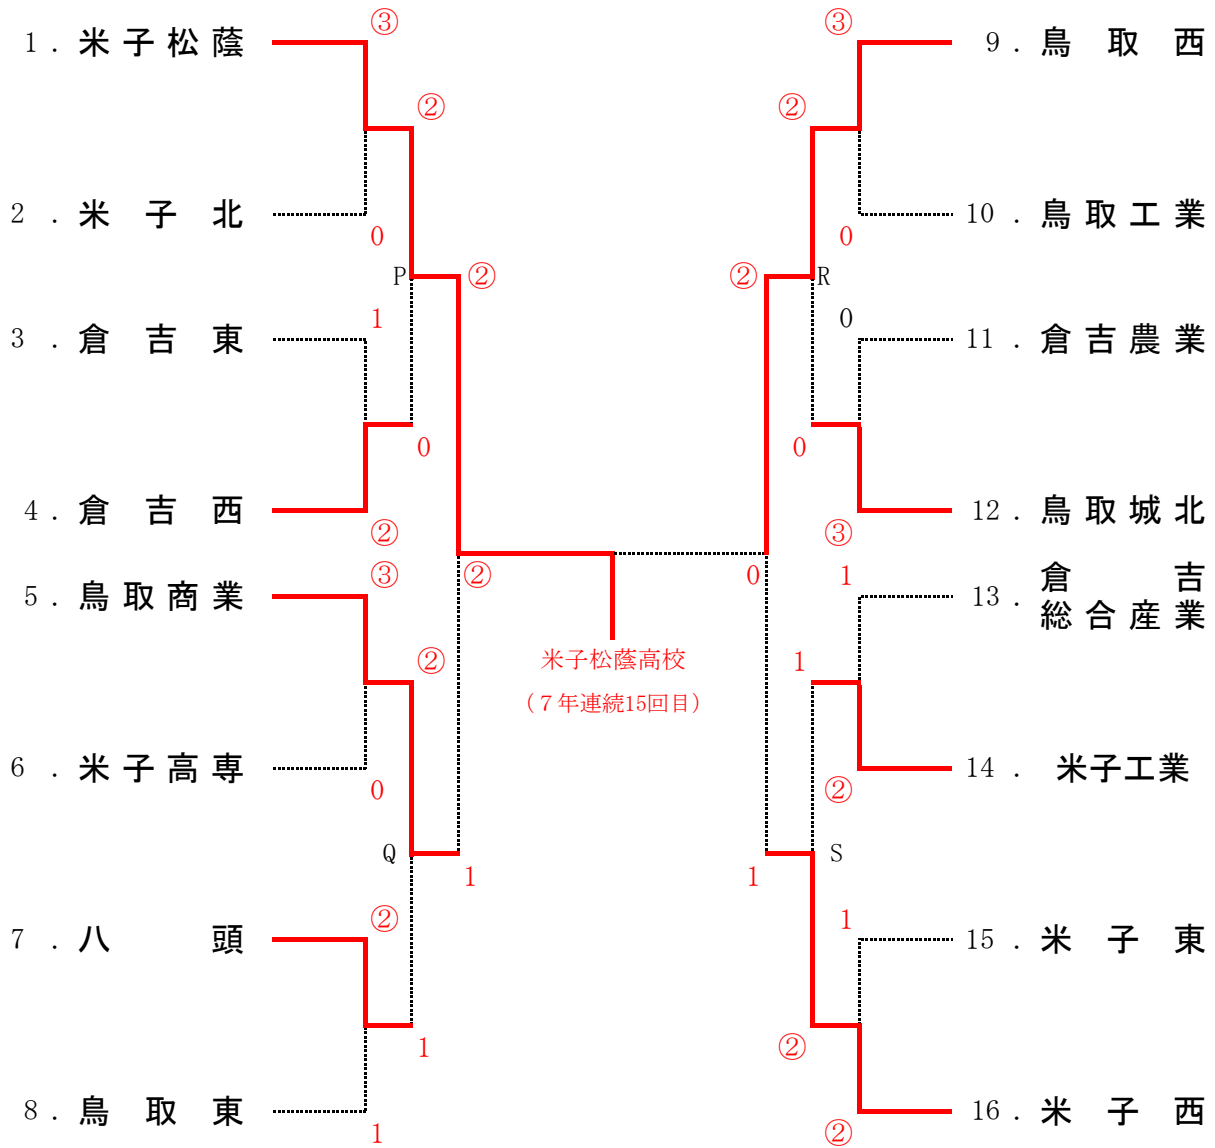 ③
1. 米子松蔭
②
2. 米子北
0
P
②
1
3. 倉吉東
0
4. 倉吉西
②
②
③
5. 鳥取商業
②
6. 米子高専
0
Q
1
②
7. 八頭
1
8. 鳥取東
1
米子松蔭高校
(７年連続15回目)
③
9. 鳥取西
②
10. 鳥取工業
0
②
R
0
11. 倉吉農業
0
12. 鳥取城北
③
0
1
13. 倉吉
総合産業
1
14. 米子工業
②
S
1
1
15. 米子東
②
16. 米子西
②